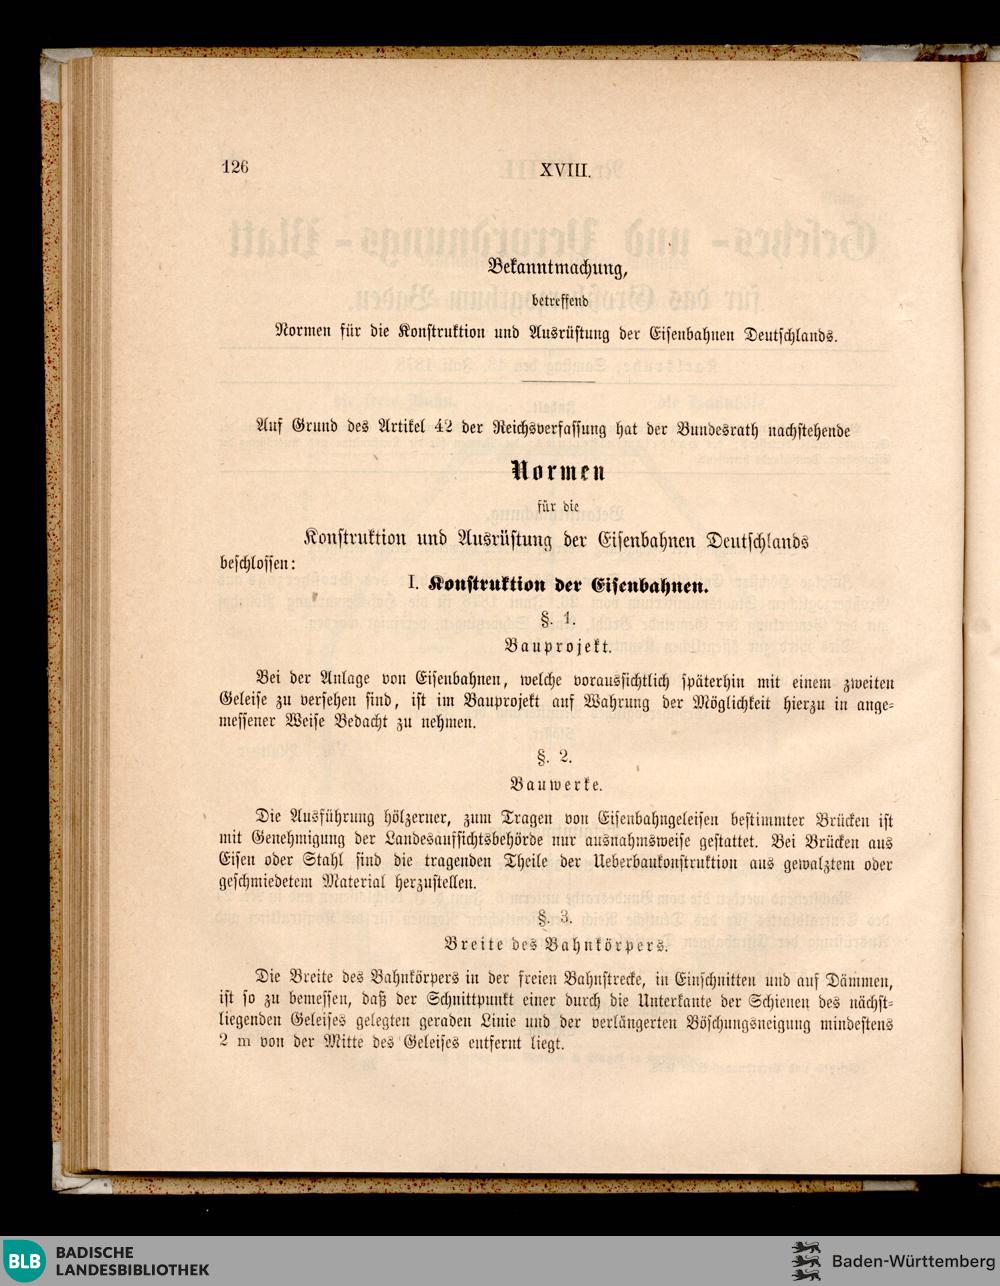 126
XVIII.
Bekanntmachung,
betreffend
Normen für die Konstruktion und Ausrüstung der Eisenbahnen Deutschlands.
Auf Grund des Artikel 42 der Reichsverfassung hat der Bundesrath nachstehende
Normen
für die
Konstruktion und Ausrüstung der Eisenbahnen Deutschlands
beschlossen:
I. Konstruktion der Eisenbahnen.
§. 1.
Bauprojekt.
Bei der Anlage von Eisenbahnen, welche voraussichtlich späterhin mit einem zweiten
Geleise zu versehen sind, ist im Bauprojekt auf Wahrung der Möglichkeit hierzu in ange-
messener Weise Bedacht zu nehmen.
§. 2.
Bauwerke.
Die Ausführung hölzerner, zum Tragen von Eisenbahngeleisen bestimmter Brücken ist
mit Genehmigung der Landesaufsichtsbehörde nur ausnahmsweise gestattet. Bei Brücken aus
Eisen oder Stahl sind die tragenden Theile der Ueberbaukonstruktion aus gewalztem oder
geschmiedetem Material herzustellen.
§. 3.
Breite des Bahnkörpers.
Die Breite des Bahnkörpers in der freien Bahnstrecke, in Einschnitten und auf Dämmen,
ist so zu bemessen, daß der Schnittpunkt einer durch die Unterkante der Schienen des nächst-
liegenden Geleises gelegten geraden Linie und der verlängerten Böschungsneigung mindestens
2 m von der Mitte des Geleises entfernt liegt.
BLB
BADISCHE
LANDESBIBLIOTHEK
Baden-Württemberg